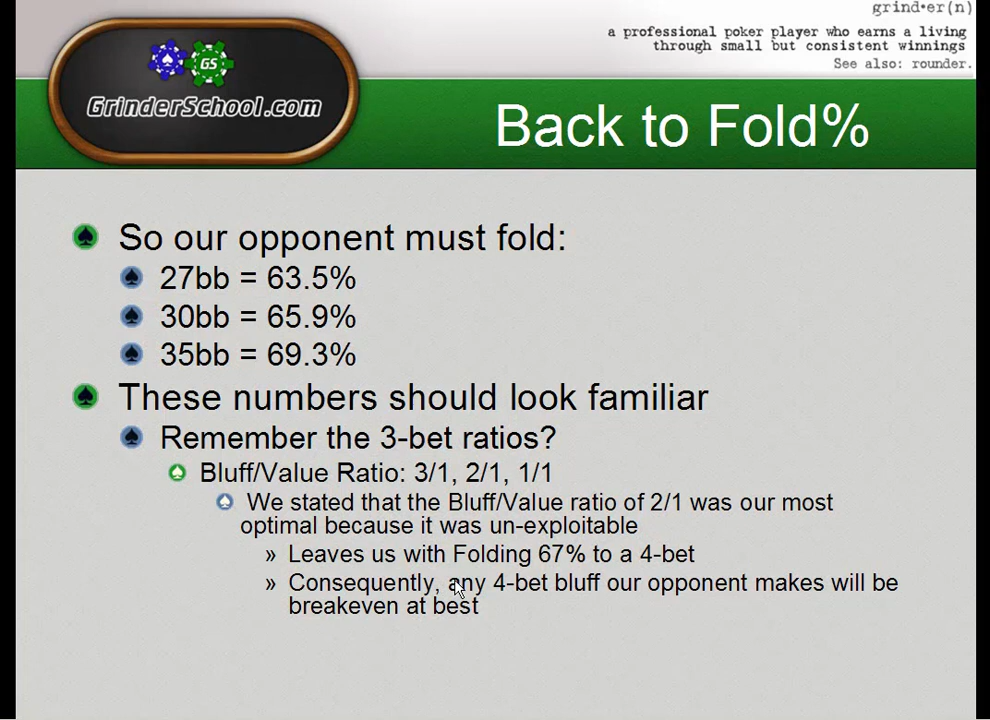 grind•er(n)
a professional poker player who earns a living
through small but consistent winnings
See also: rounder.
GS
GrinderSchool.com
Back to Fold%
So our opponent must fold:
27bb = 63.5%
30bb = 65.9%
35bb = 69.3%
These numbers should look familiar
Remember the 3-bet ratios?
Bluff/Value Ratio: 3/1, 2/1, 1/1
We stated that the Bluff/Value ratio of 2/1 was our most
optimal because it was un-exploitable
» Leaves us with Folding 67% to a 4-bet
» Consequently, any 4-bet bluff our opponent makes will be
breakeven at best